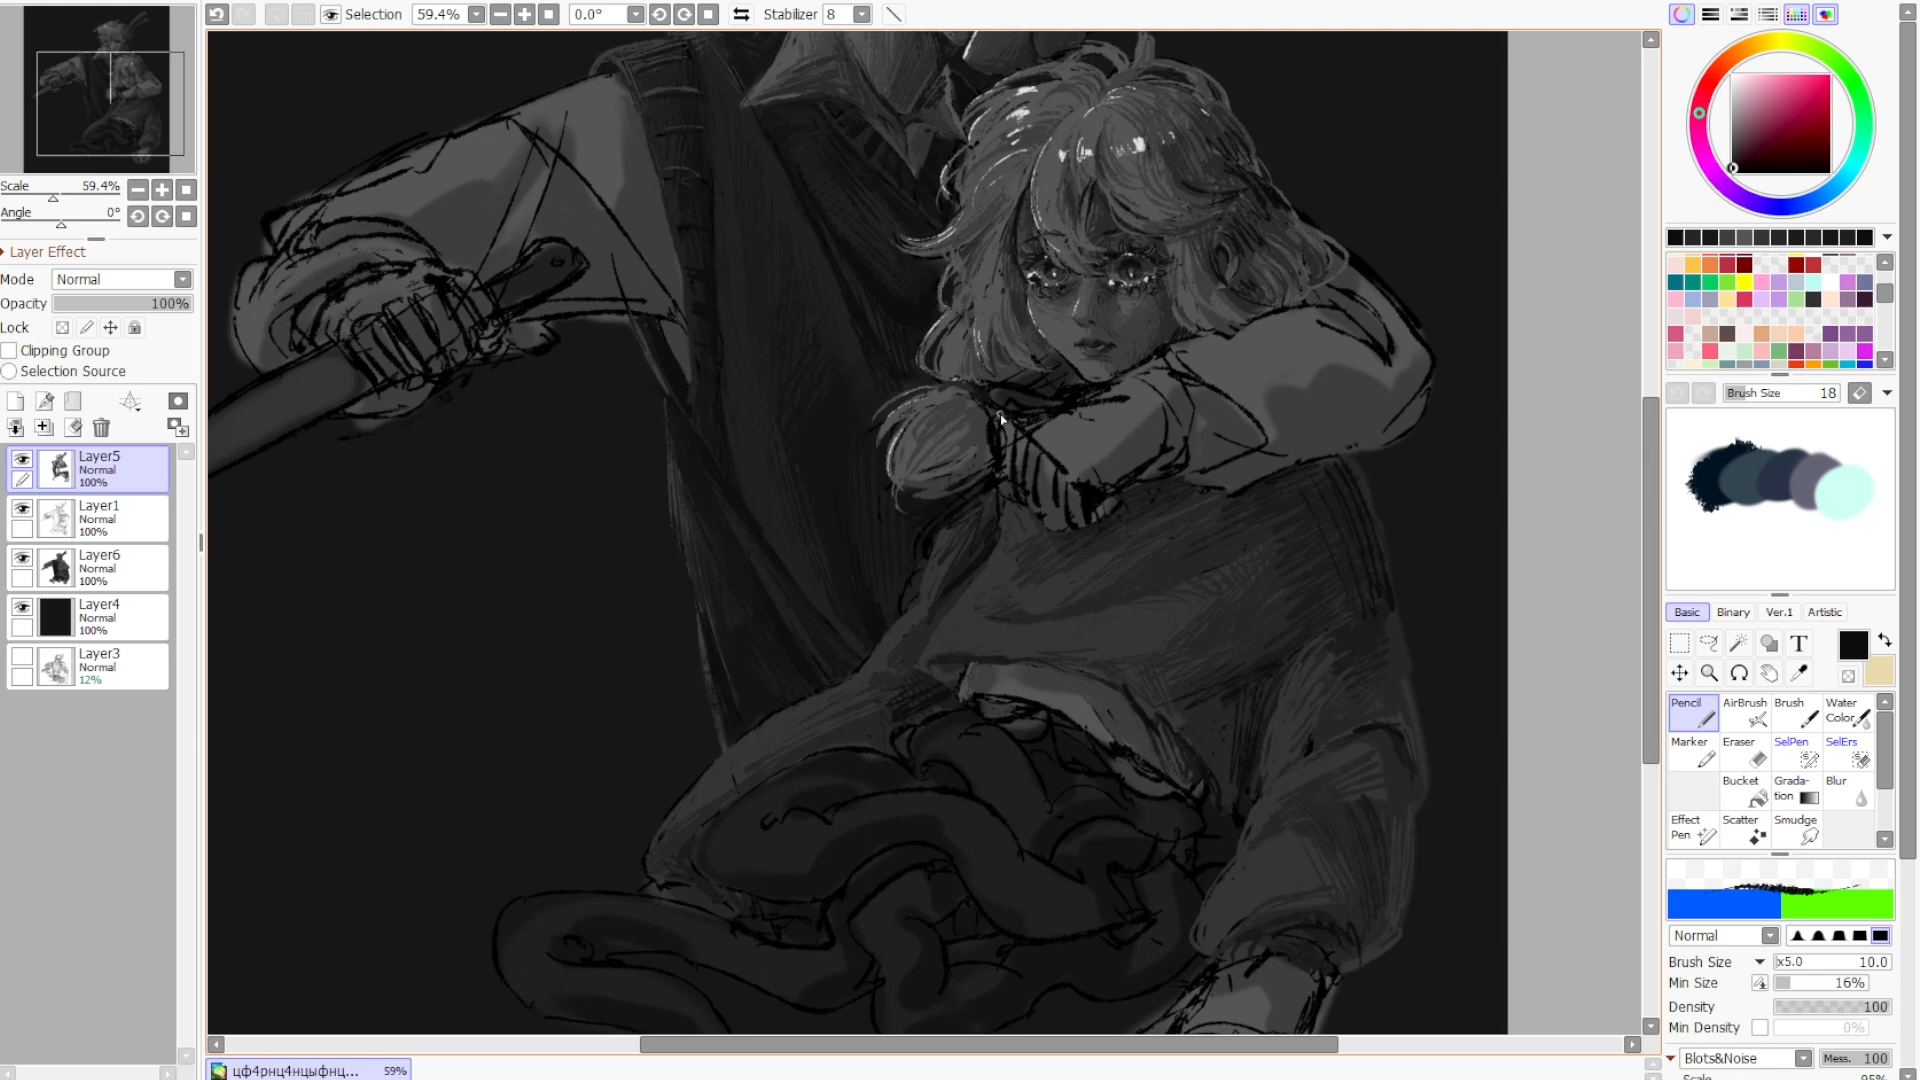 Selection 59.4% 0.0° Stabilizer 8
Scale 59.4%
Angle 0°
Layer Effect
Mode Normal
Opacity 100%
Lock
Clipping Group
Selection Source
Layer5
Normal
100%
Layer1
Normal
100%
Layer6
Normal
100%
Layer4
Normal
100%
Layer3
Normal
12%
цф4рнц4нцыфнц... 59%
Brush Size 18
Basic Binary Ver.1 Artistic
T
Pencil AirBrush Brush Water Color
Marker Eraser SelPen SelErs
Bucket Grada-tion Blur
Effect Pen Scatter Smudge
Normal
Brush Size x5.0 10.0
Min Size 16%
Density 100
Min Density 0%
Blots&Noise Mess. 100
Scale 95%